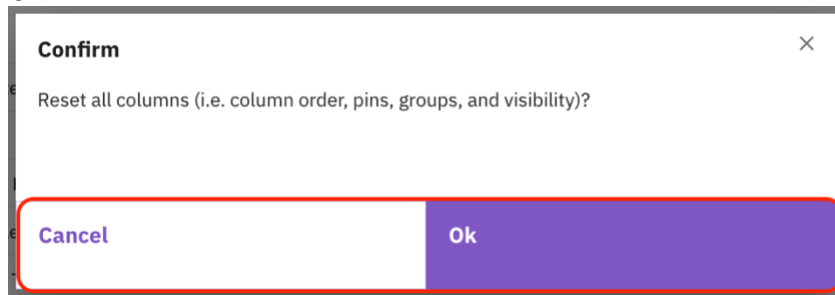 Confirm
Reset all columns (i.e. column order, pins, groups, and visibility)?
Cancel
Ok